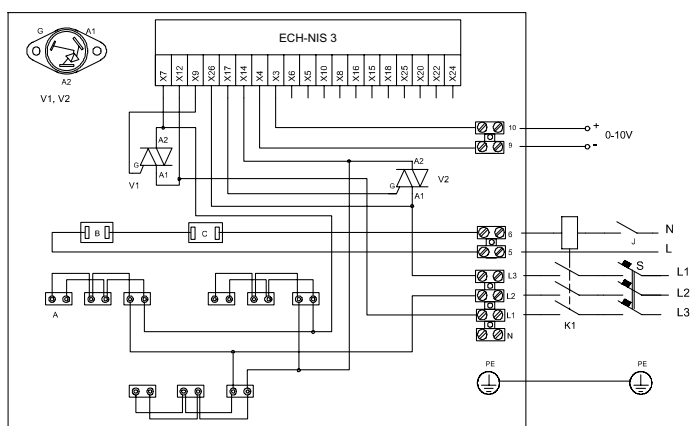 G A1
A2
V1, V2
ECH-NIS 3
X7 X12 X9 X26 X17 X14 X4 X3 X6 X5 X10 X8 X16 X15 X18 X25 X20 X22 X24
10 +
0-10V
9 -
A2
G
A1
V1
A2
G V2
A1
B C
6 J N
5 L
L3 S L1
L2 L2
L1 K1 L3
N
A
PE PE